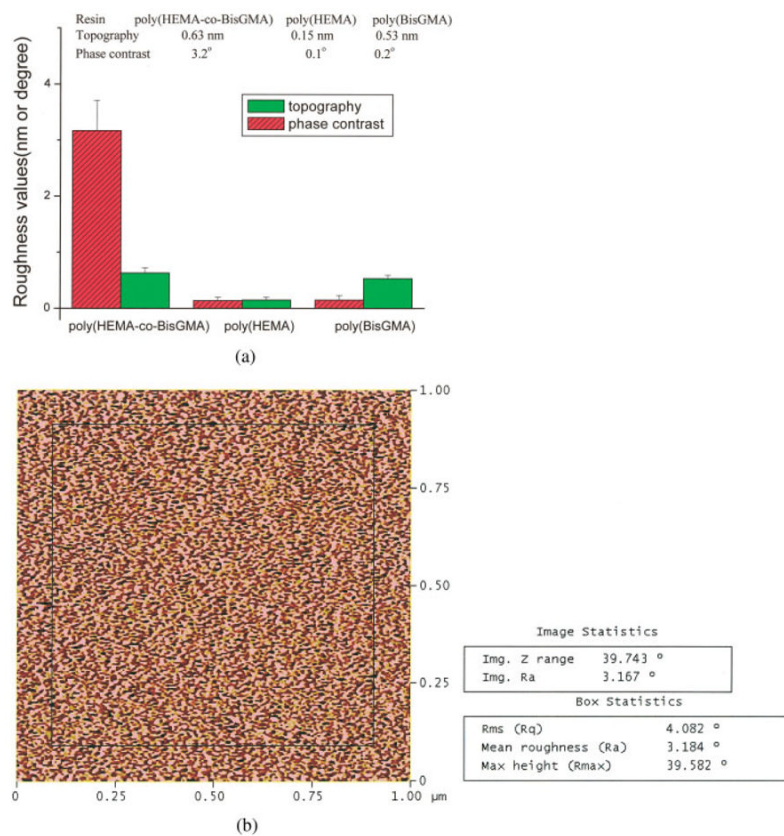 Resin poly(HEMA-co-BisGMA) poly(HEMA) poly(BisGMA)
Topography 0.63 nm 0.15 nm 0.53 nm
Phase contrast 3.2° 0.1° 0.2°
Roughness values(nm or degree)
4
2
0
topography
phase contrast
poly(HEMA-co-BisGMA) poly(HEMA) poly(BisGMA)
(a)
1.00
0.75
0.50
0.25
0
0 0.25 0.50 0.75 1.00 µm
Image Statistics
Img. Z range 39.743 º
Img. Ra 3.167 º
Box Statistics
Rms (Rq) 4.082 º
Mean roughness (Ra) 3.184 º
Max height (Rmax) 39.582 º
(b)